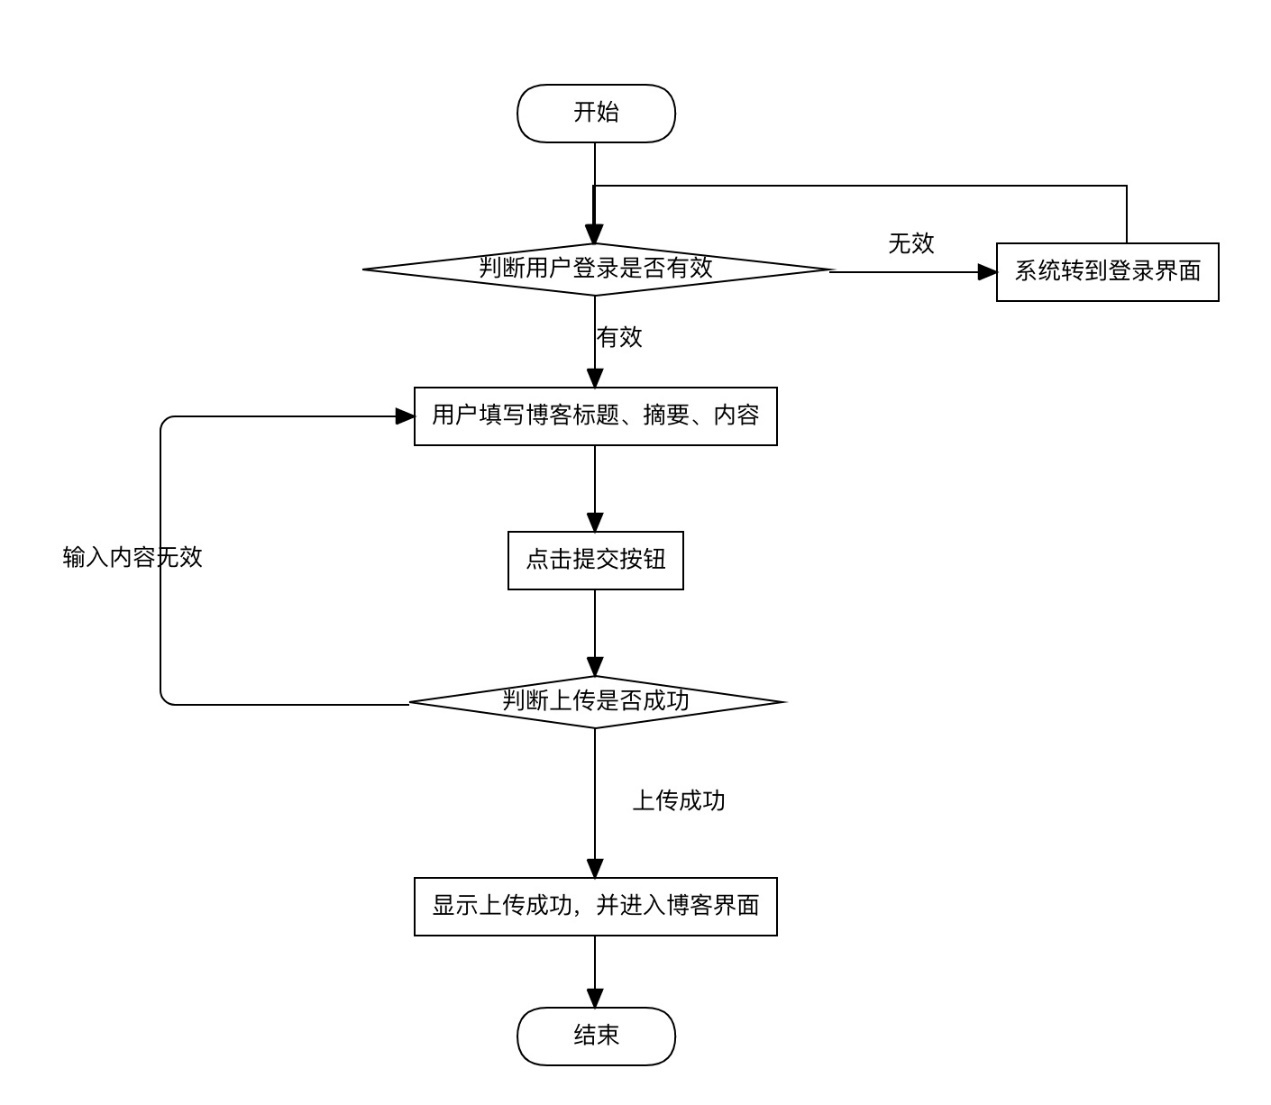 开始
无效
判断用户登录是否有效
系统转到登录界面
有效
用户填写博客标题、摘要、内容
输入内容无效
点击提交按钮
判断上传是否成功
上传成功
显示上传成功，并进入博客界面
结束